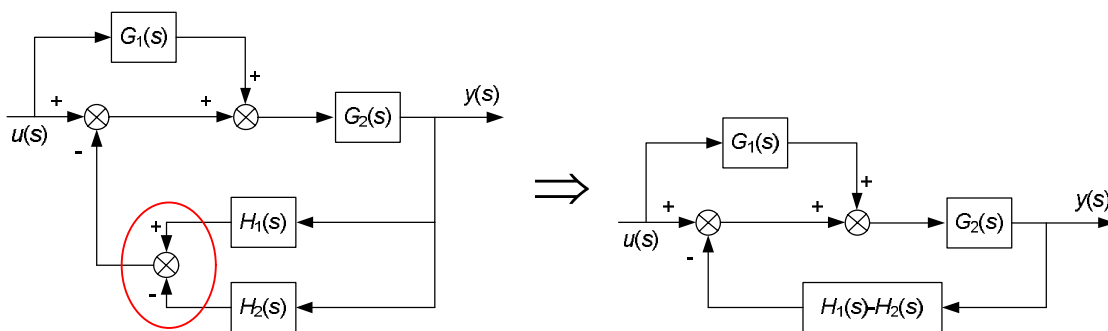 G1(s)
+
+
+
u(s)
-
G2(s)
y(s)
H1(s)
+
-
H2(s)
⇒
G1(s)
+
+
+
u(s)
-
G2(s)
y(s)
H1(s)-H2(s)